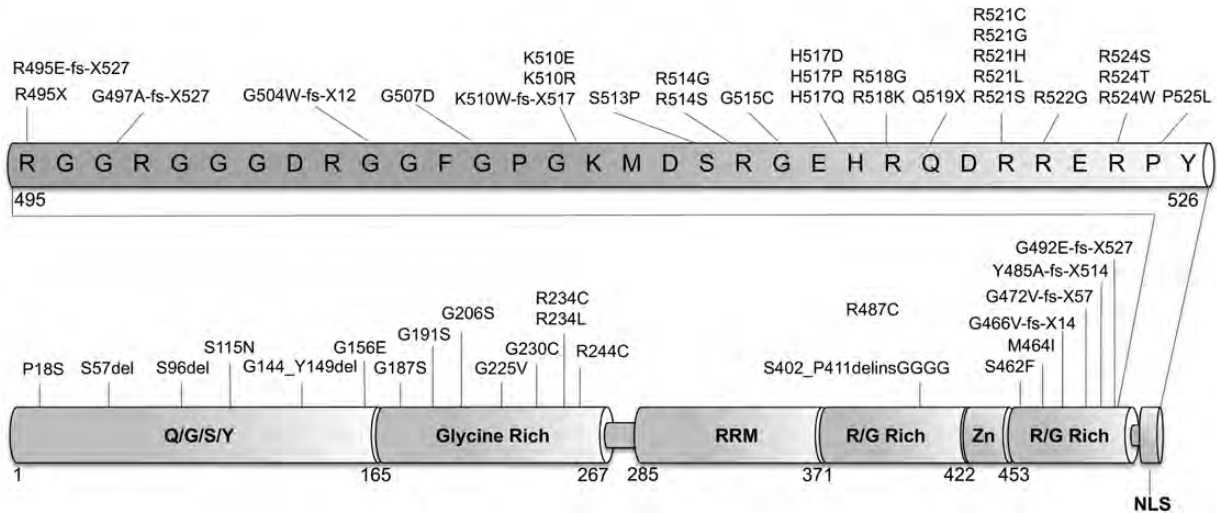 R521C
R521G
K510E H517D R521H R524S
R495E-fs-X527 K510R R514G H517P R518G R521L R524T
R495X G497A-fs-X527 G504W-fs-X12 G507D K510W-fs-X517 S513P R514S G515C H517Q R518K Q519X R521S R522G R524W P525L
R G G R G G G D R G G F G P G K M D S R G E H R Q D R R E R P Y
495 526
G492E-fs-X527
Y485A-fs-X514
R234C G472V-fs-X57
G206S R234L R487C
G191S G466V-fs-X14
S115N G156E G230C R244C M464I
P18S S57del S96del G144_Y149del G187S G225V S402_P411delinsGGGG S462F
Q/G/S/Y Glycine Rich RRM R/G Rich Zn R/G Rich
1 165 267 285 371 422 453
NLS